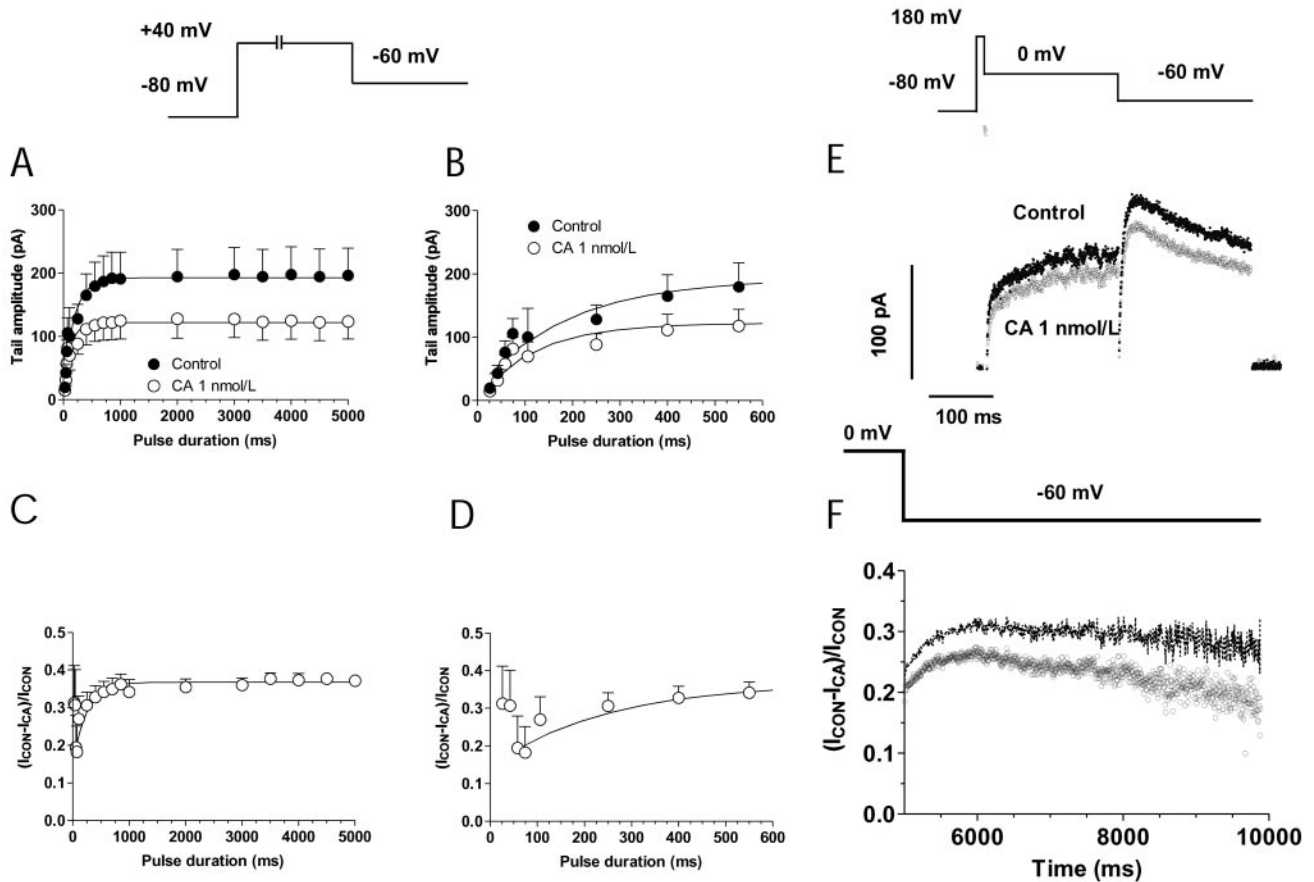 +40 mV
-60 mV
-80 mV
180 mV
0 mV
-80 mV
-60 mV
A
300
200
100
0
Tail amplitude (pA)
Control
CA 1 nmol/L
0 1000 2000 3000 4000 5000
Pulse duration (ms)
B
300
200
100
0
Tail amplitude (pA)
Control
CA 1 nmol/L
0 100 200 300 400 500 600
Pulse duration (ms)
E
Control
CA 1 nmol/L
100 pA
100 ms
C
0.5
0.4
0.3
0.2
0.1
0.0
(ICON-ICA)/ICON
0 1000 2000 3000 4000 5000
Pulse duration (ms)
D
0.5
0.4
0.3
0.2
0.1
0.0
(ICON-ICA)/ICON
0 100 200 300 400 500 600
Pulse duration (ms)
0 mV
-60 mV
F
0.4
0.3
0.2
0.1
0.0
(ICON-ICA)/ICON
6000 8000 10000
Time (ms)